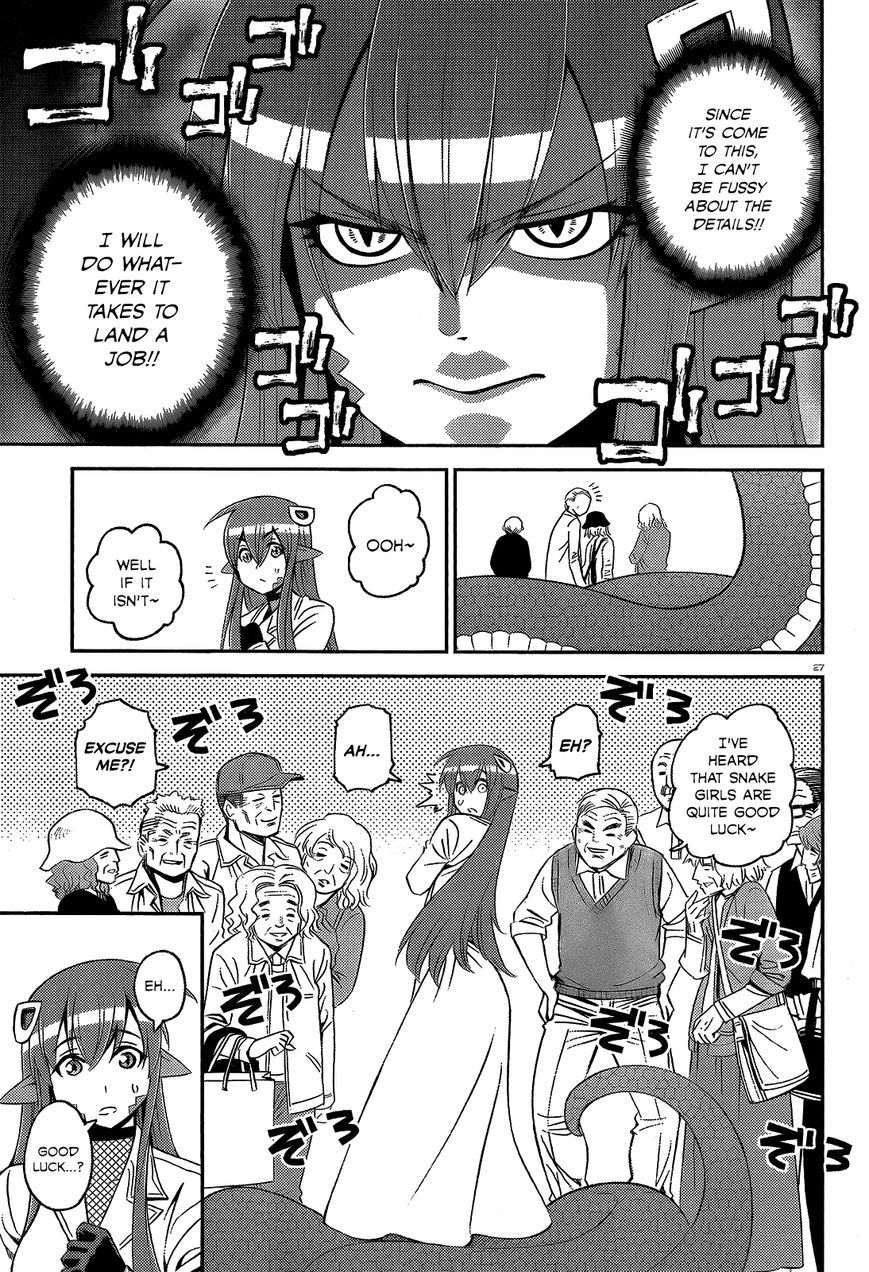 SINCE
IT'S COME
TO THIS,
I CAN'T
BE FUSSY
ABOUT THE
DETAILS!!
I WILL
DO WHAT-
EVER IT
TAKES TO
LAND A
JOB!!
ゴ
ゴ
ゴ
ゴ
ゴ
ゴ
ゴ
ゴ
OOH~
WELL
IF IT
ISN'T~
27
I'VE
HEARD
THAT SNAKE
GIRLS ARE
QUITE GOOD
LUCK~
EH?
AH...
EXCUSE
ME?!
ぞろ
ぞろ
ぞろ
ぞろ
ぞろ
ぞろ
ぞろ
ぞろ
EH...
GOOD
LUCK...?